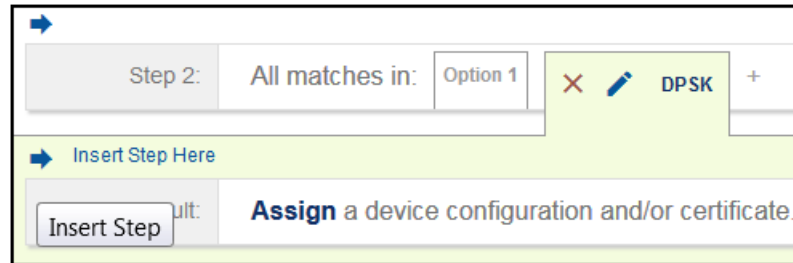 Step 2: All matches in: Option 1 DPSK +
Insert Step Here
ult: Assign a device configuration and/or certificate.
Insert Step